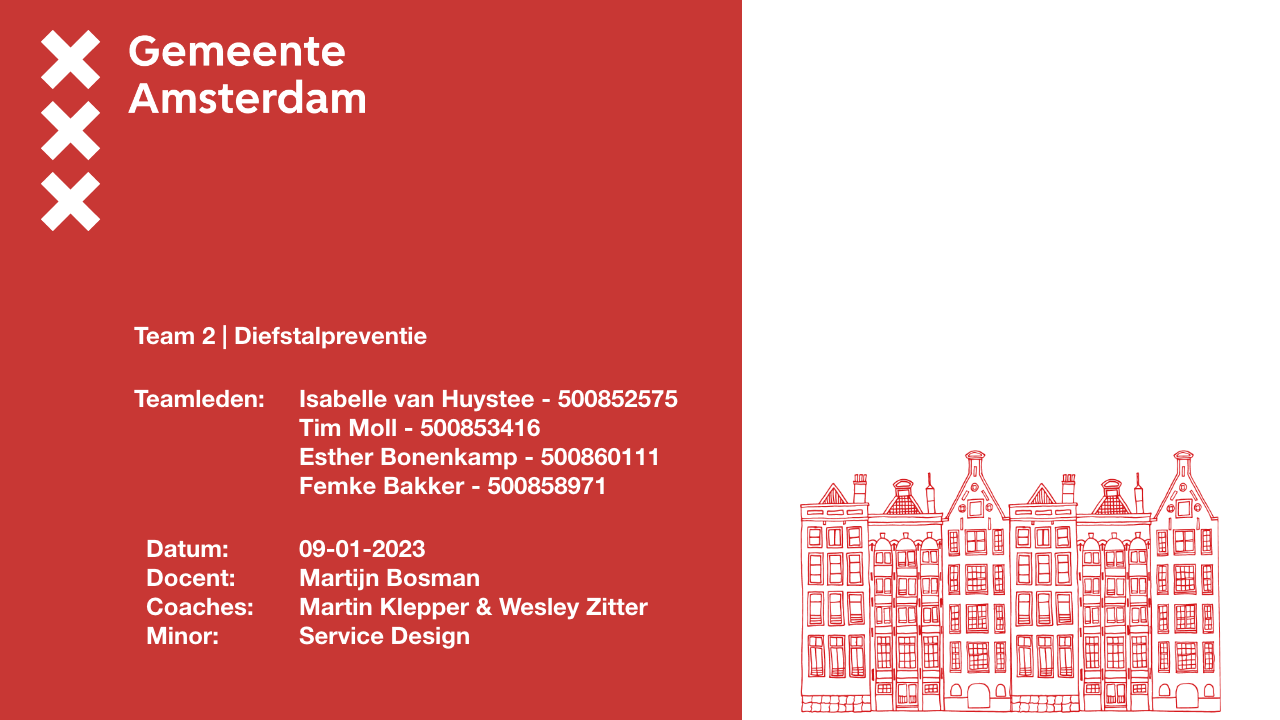 Gemeente
Amsterdam
Team 2 | Diefstalpreventie
Teamleden: Isabelle van Huystee - 500852575
Tim Moll - 500853416
Esther Bonenkamp - 500860111
Femke Bakker - 500858971
Datum: 09-01-2023
Docent: Martijn Bosman
Coaches: Martin Klepper & Wesley Zitter
Minor: Service Design